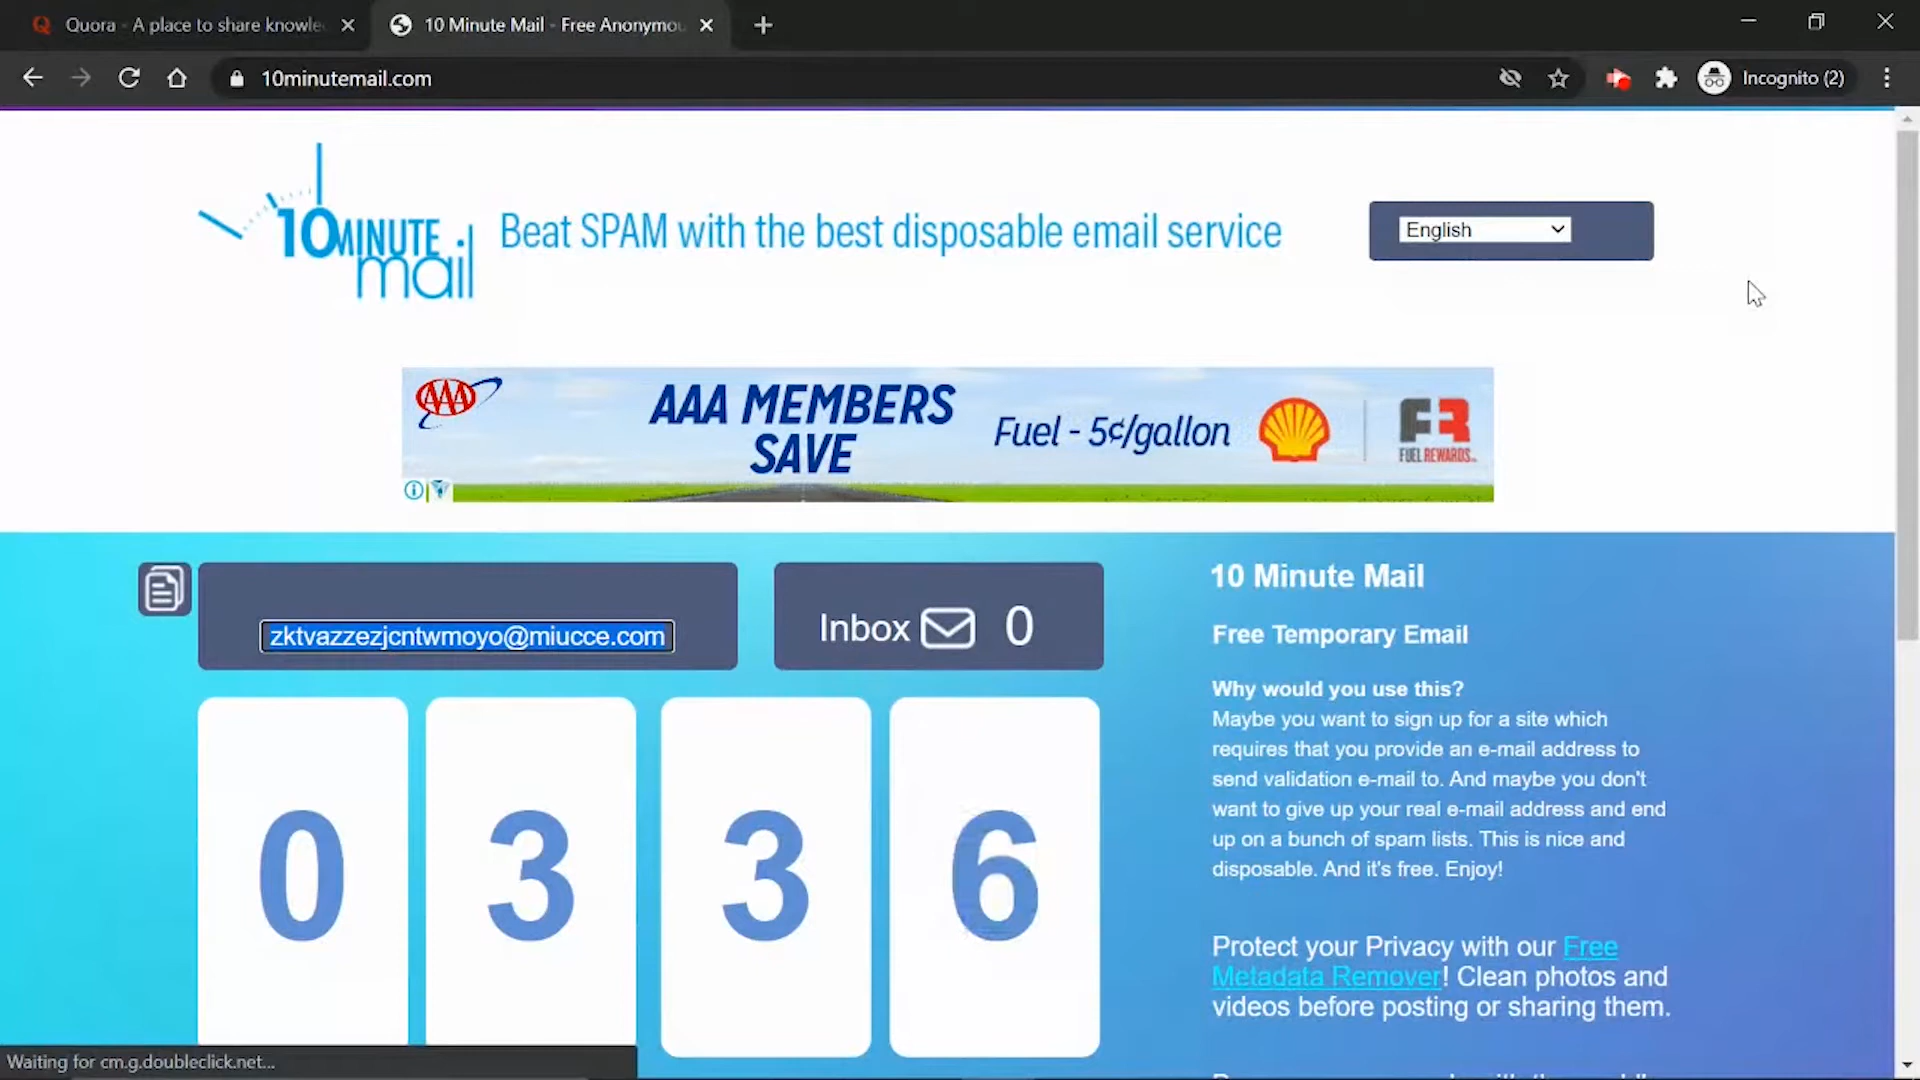 Quora - A place to share knowle
10 Minute Mail - Free Anonymou
10minutemail.com
Incognito (2)
10MINUTE
mail
Beat SPAM with the best disposable email service
English
AAA
AAA MEMBERS
SAVE
Fuel - 5¢/gallon
FR
FUEL REWARDS
zktvazzezjcntwmoyo@miucce.com
Inbox 0
0 3 3 6
10 Minute Mail
Free Temporary Email
Why would you use this?
Maybe you want to sign up for a site which
requires that you provide an e-mail address to
send validation e-mail to. And maybe you don't
want to give up your real e-mail address and end
up on a bunch of spam lists. This is nice and
disposable. And it's free. Enjoy!
Protect your Privacy with our Free
Metadata Remover! Clean photos and
videos before posting or sharing them.
Waiting for cm.g.doubleclick.net...